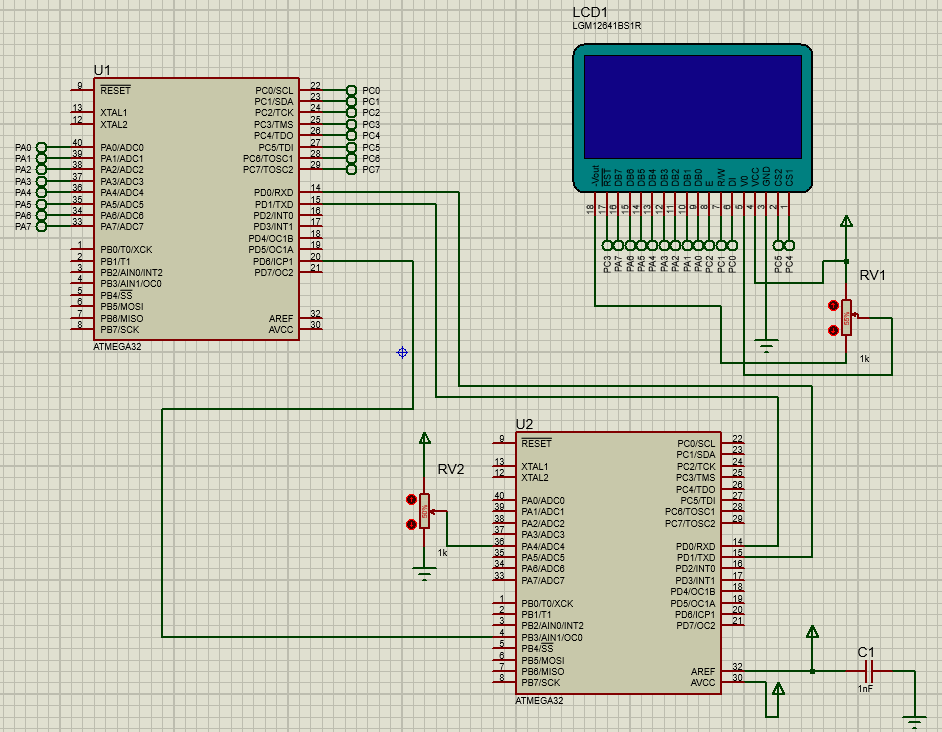 LCD1
LGM12641BS1R
-Vout RST DB7 DB6 DB5 DB4 DB3 DB2 DB1 DB0 E R/W DI V0 VCC GND CS2 CS1
18 17 16 15 14 13 12 11 10 9 8 7 6 5 4 3 2 1
PC3 PA7 PA6 PA5 PA4 PA3 PA2 PA1 PA0 PC2 PC1 PC0 PC5 PC4
RV1
55%
1k
U1
9 RESET PC0/SCL 22 PC0
PC1/SDA 23 PC1
13 XTAL1 PC2/TCK 24 PC2
12 XTAL2 PC3/TMS 25 PC3
PC4/TDO 26 PC4
PA0 40 PA0/ADC0 PC5/TDI 27 PC5
PA1 39 PA1/ADC1 PC6/TOSC1 28 PC6
PA2 38 PA2/ADC2 PC7/TOSC2 29 PC7
PA3 37 PA3/ADC3
PA4 36 PA4/ADC4 PD0/RXD 14
PA5 35 PA5/ADC5 PD1/TXD 15
PA6 34 PA6/ADC6 PD2/INT0 16
PA7 33 PA7/ADC7 PD3/INT1 17
PD4/OC1B 18
1 PB0/T0/XCK PD5/OC1A 19
2 PB1/T1 PD6/ICP1 20
3 PB2/AIN0/INT2 PD7/OC2 21
4 PB3/AIN1/OC0
5 PB4/SS
6 PB5/MOSI
7 PB6/MISO AREF 32
8 PB7/SCK AVCC 30
ATMEGA32
RV2
50%
1k
U2
9 RESET PC0/SCL 22
PC1/SDA 23
13 XTAL1 PC2/TCK 24
12 XTAL2 PC3/TMS 25
PC4/TDO 26
40 PA0/ADC0 PC5/TDI 27
39 PA1/ADC1 PC6/TOSC1 28
38 PA2/ADC2 PC7/TOSC2 29
37 PA3/ADC3
36 PA4/ADC4 PD0/RXD 14
35 PA5/ADC5 PD1/TXD 15
34 PA6/ADC6 PD2/INT0 16
33 PA7/ADC7 PD3/INT1 17
PD4/OC1B 18
1 PB0/T0/XCK PD5/OC1A 19
2 PB1/T1 PD6/ICP1 20
3 PB2/AIN0/INT2 PD7/OC2 21
4 PB3/AIN1/OC0
5 PB4/SS
6 PB5/MOSI
7 PB6/MISO AREF 32
8 PB7/SCK AVCC 30
ATMEGA32
C1
1nF